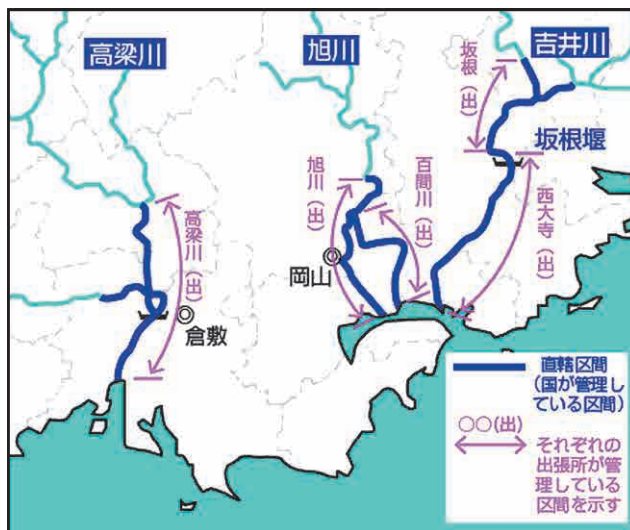 高梁川
旭川
吉井川
坂根（出）
坂根堰
旭川（出）
百間川（出）
西大寺（出）
高梁川（出）
岡山
倉敷
直轄区間
（国が管理し
ている区間）
○○(出)
それぞれの
出張所が管
理している
区間を示す